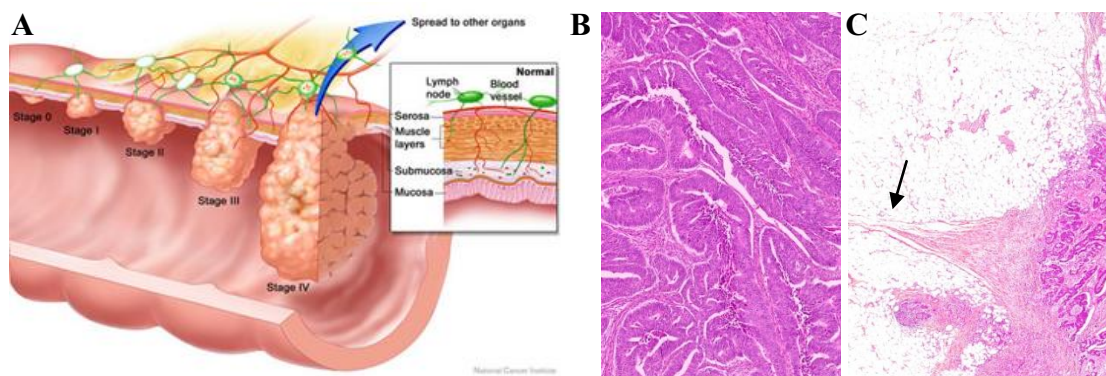 A
Spread to other organs
B
C
Normal
Lymph node
Blood vessel
Serosa
Muscle layers
Submucosa
Mucosa
Stage 0
Stage I
Stage II
Stage III
Stage IV
National Cancer Institute